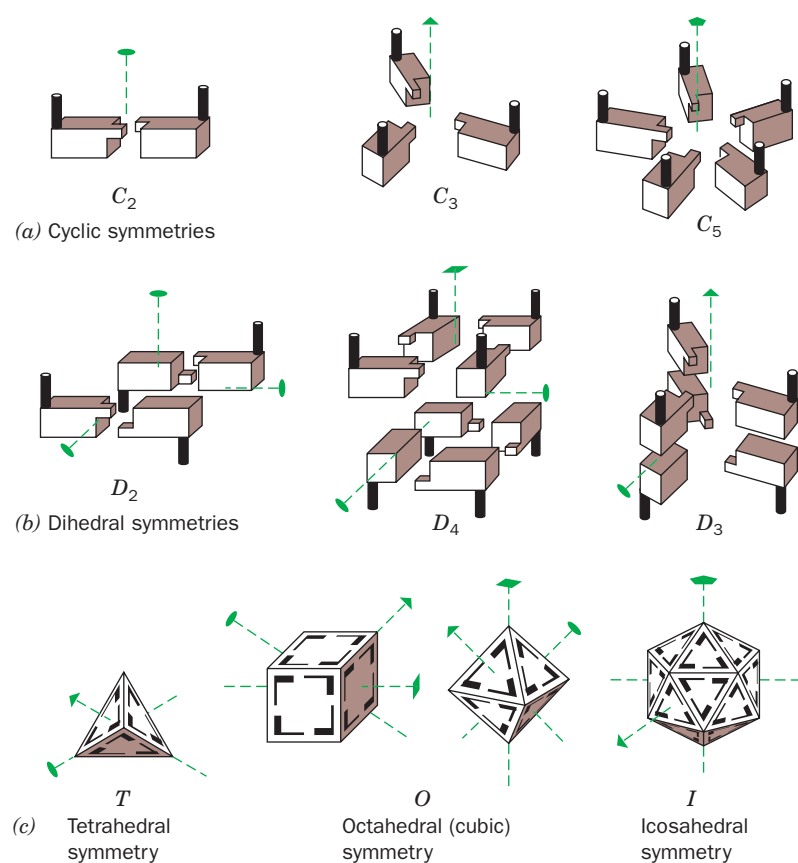 C₂
C₃
C₅
(a) Cyclic symmetries
D₂
D₄
D₃
(b) Dihedral symmetries
T
O
I
(c) Tetrahedral symmetry
Octahedral (cubic) symmetry
Icosahedral symmetry